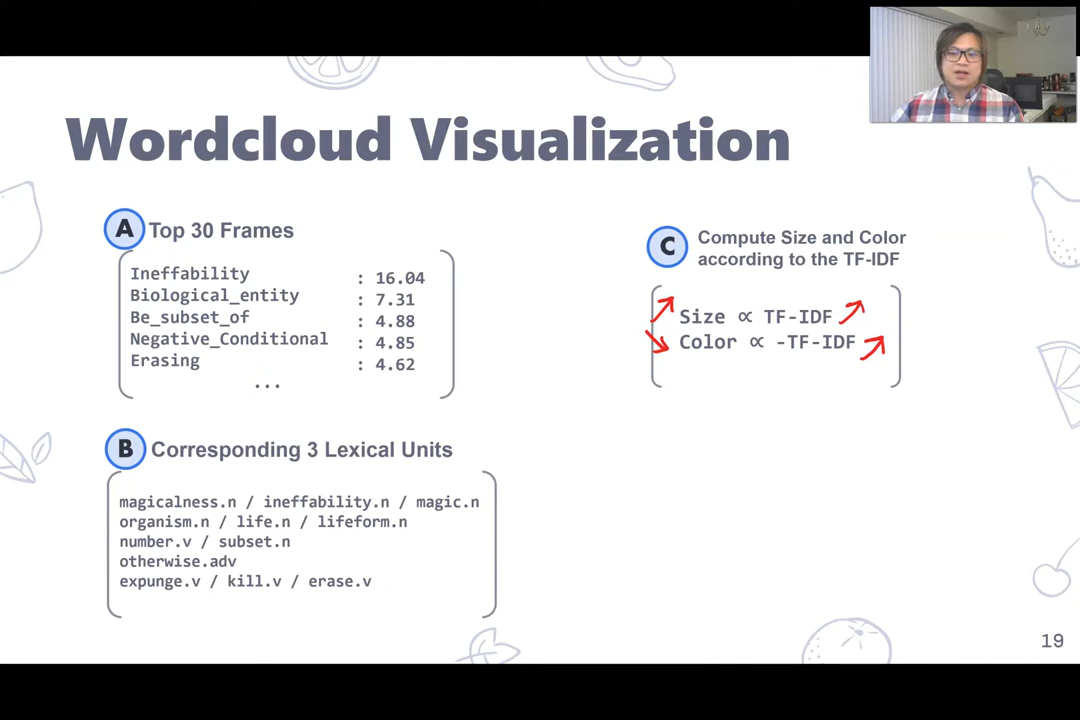 Wordcloud Visualization
A Top 30 Frames
Ineffability : 16.04
Biological_entity : 7.31
Be_subset_of : 4.88
Negative_Conditional : 4.85
Erasing : 4.62
...
B Corresponding 3 Lexical Units
magicalness.n / ineffability.n / magic.n
organism.n / life.n / lifeform.n
number.v / subset.n
otherwise.adv
expunge.v / kill.v / erase.v
C Compute Size and Color
according to the TF-IDF
Size ∝ TF-IDF
Color ∝ -TF-IDF
19